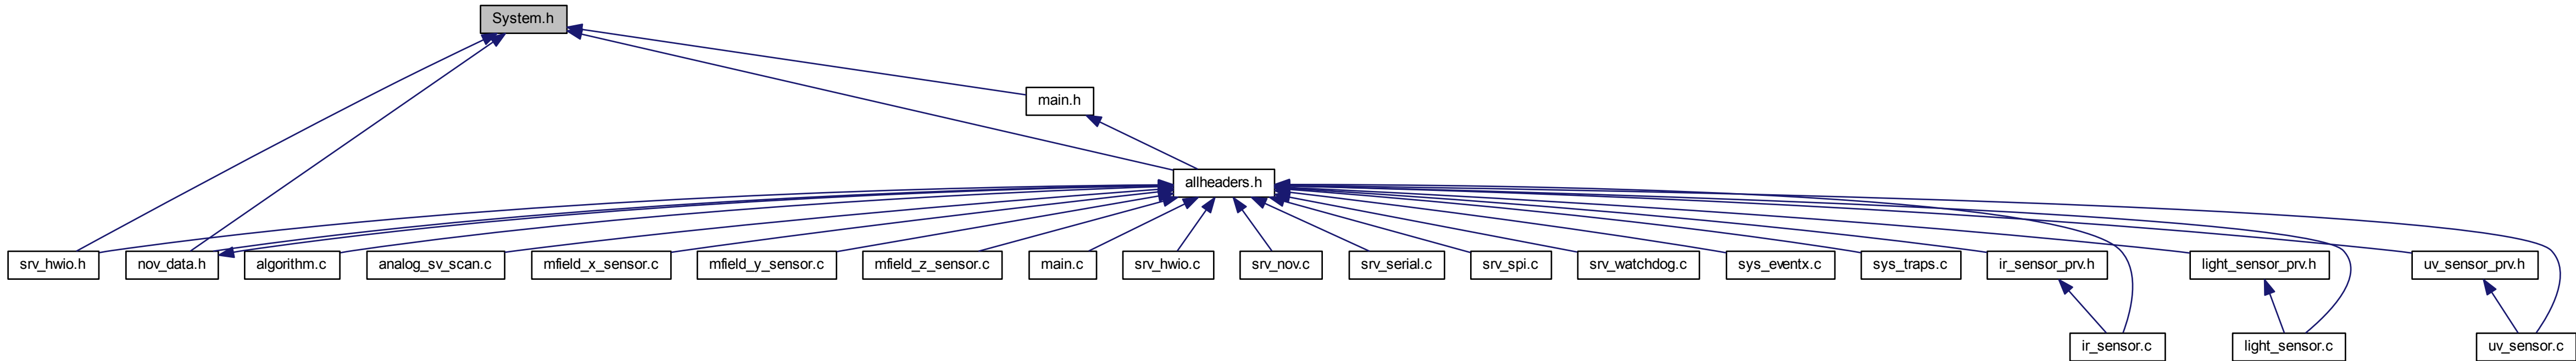 System.h
main.h
allheaders.h
srv_hwio.h
nov_data.h
algorithm.c
analog_sv_scan.c
mfield_x_sensor.c
mfield_y_sensor.c
mfield_z_sensor.c
main.c
srv_hwio.c
srv_nov.c
srv_serial.c
srv_spi.c
srv_watchdog.c
sys_eventx.c
sys_traps.c
ir_sensor_prv.h
light_sensor_prv.h
uv_sensor_prv.h
ir_sensor.c
light_sensor.c
uv_sensor.c